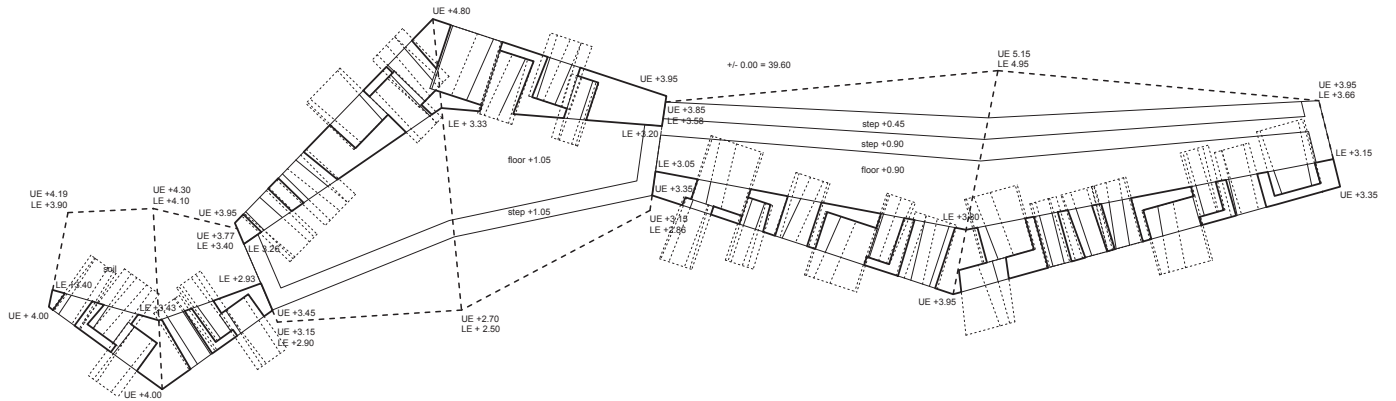 UE +4.80
UE 5.15
LE 4.95
+/- 0.00 = 39.60
UE +3.95
UE +3.95
LE +3.66
UE +3.85
LE +3.58
LE + 3.33
step +0.45
LE +3.20
step +0.90
LE +3.15
floor +1.05
LE +3.05
floor +0.90
UE +4.19
LE +3.90
UE +4.30
LE +4.10
UE +3.35
UE +3.35
UE +3.95
step +1.05
UE +3.15
LE +2.86
UE +3.77
LE +3.40
LE 3.26
soil
LE +3.40
LE +2.93
UE +3.95
UE + 4.00
UE +3.45
UE +2.70
LE + 2.50
UE +3.15
LE +2.90
UE +4.00